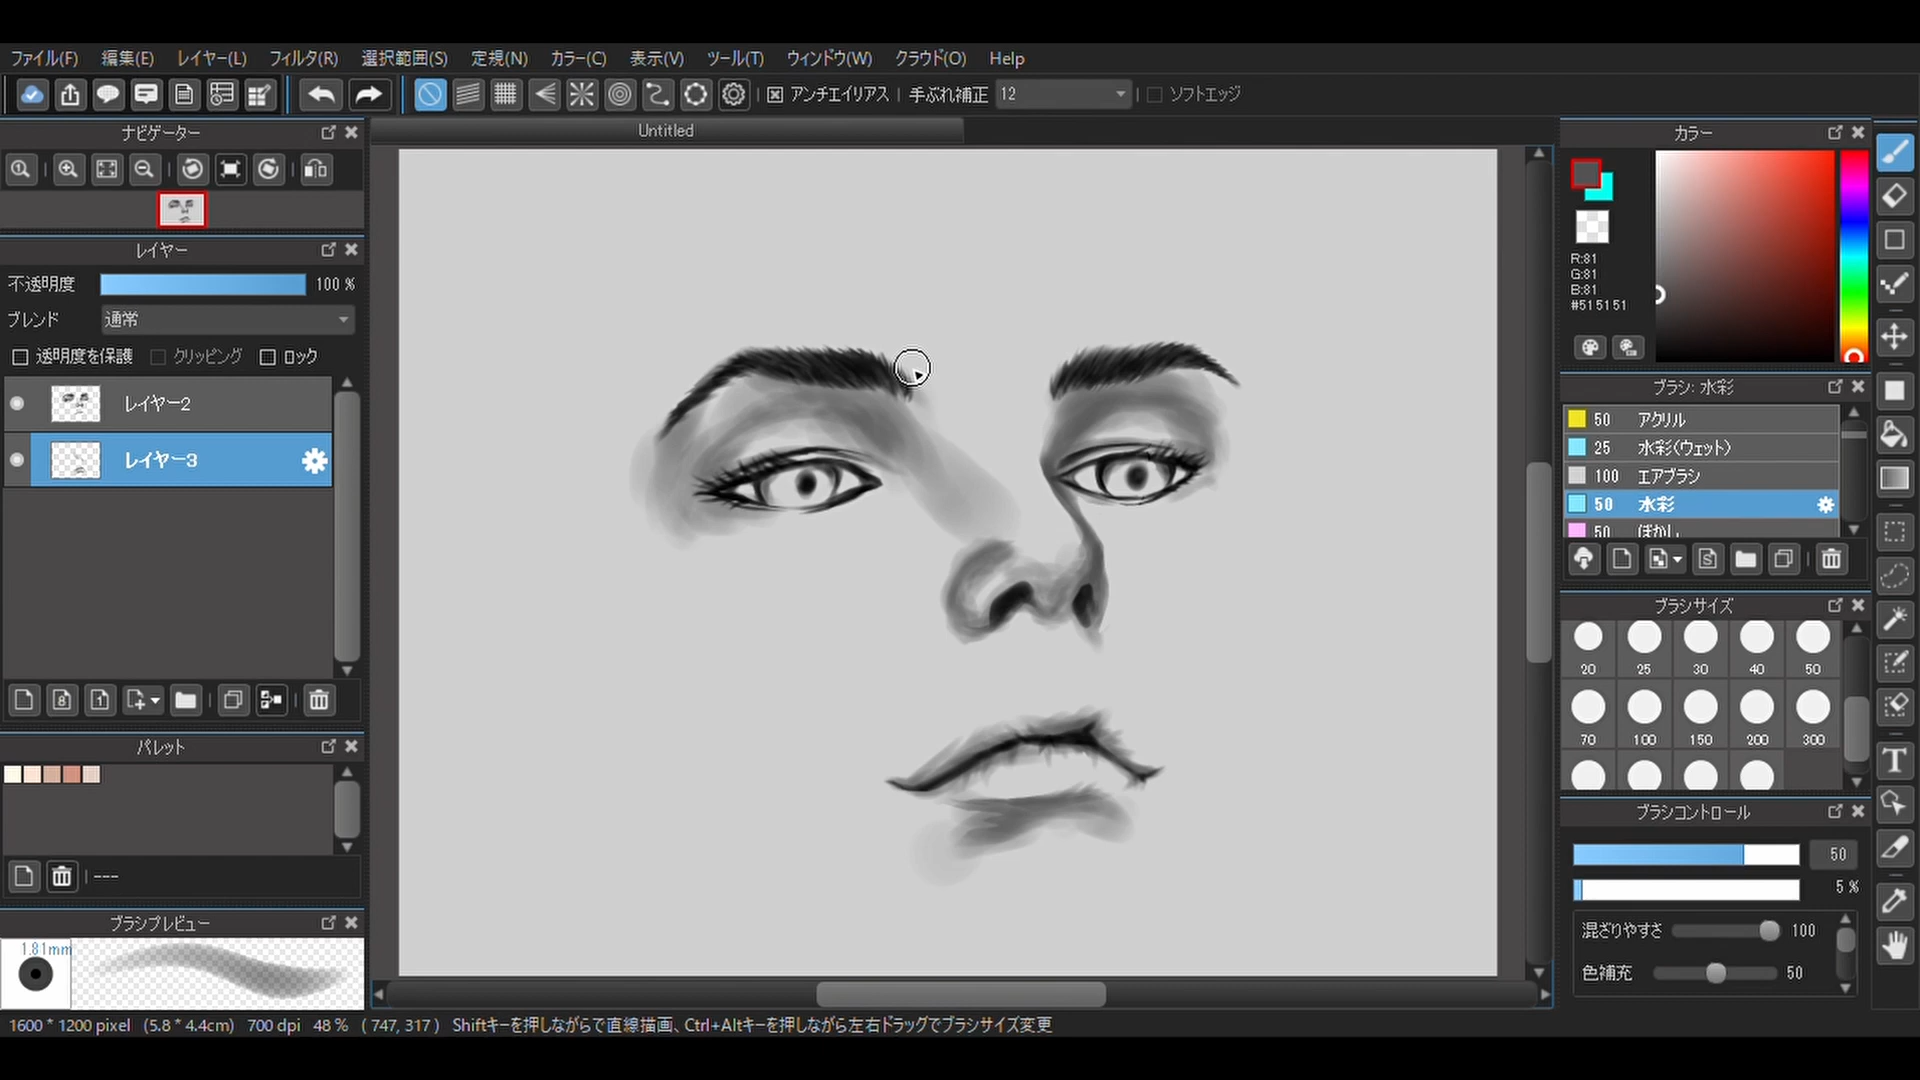 ファイル(F) 編集(E) レイヤー(L) フィルタ(R) 選択範囲(S) 定規(N) カラー(C) 表示(V) ツール(T) ウィンドウ(W) クラウド(O) Help
アンチエイリアス 手ぶれ補正 12 ソフトエッジ
ナビゲーター
Untitled
カラー
R:81
G:81
B:81
#515151
レイヤー
不透明度 100 %
ブレンド 通常
透明度を保護 クリッピング ロック
レイヤー2
レイヤー3
ブラシ: 水彩
50 アクリル
25 水彩(ウェット)
100 エアブラシ
50 水彩
50 ぼかし
ブラシサイズ
20 25 30 40 50
70 100 150 200 300
パレット
---
ブラシコントロール
50
5 %
混ざりやすさ 100
色補充 50
ブラシプレビュー
1.81mm
1600 * 1200 pixel (5.8 * 4.4cm) 700 dpi 48 % ( 747, 317 ) Shiftキーを押しながらで直線描画、Ctrl+Altキーを押しながら左右ドラッグでブラシサイズ変更